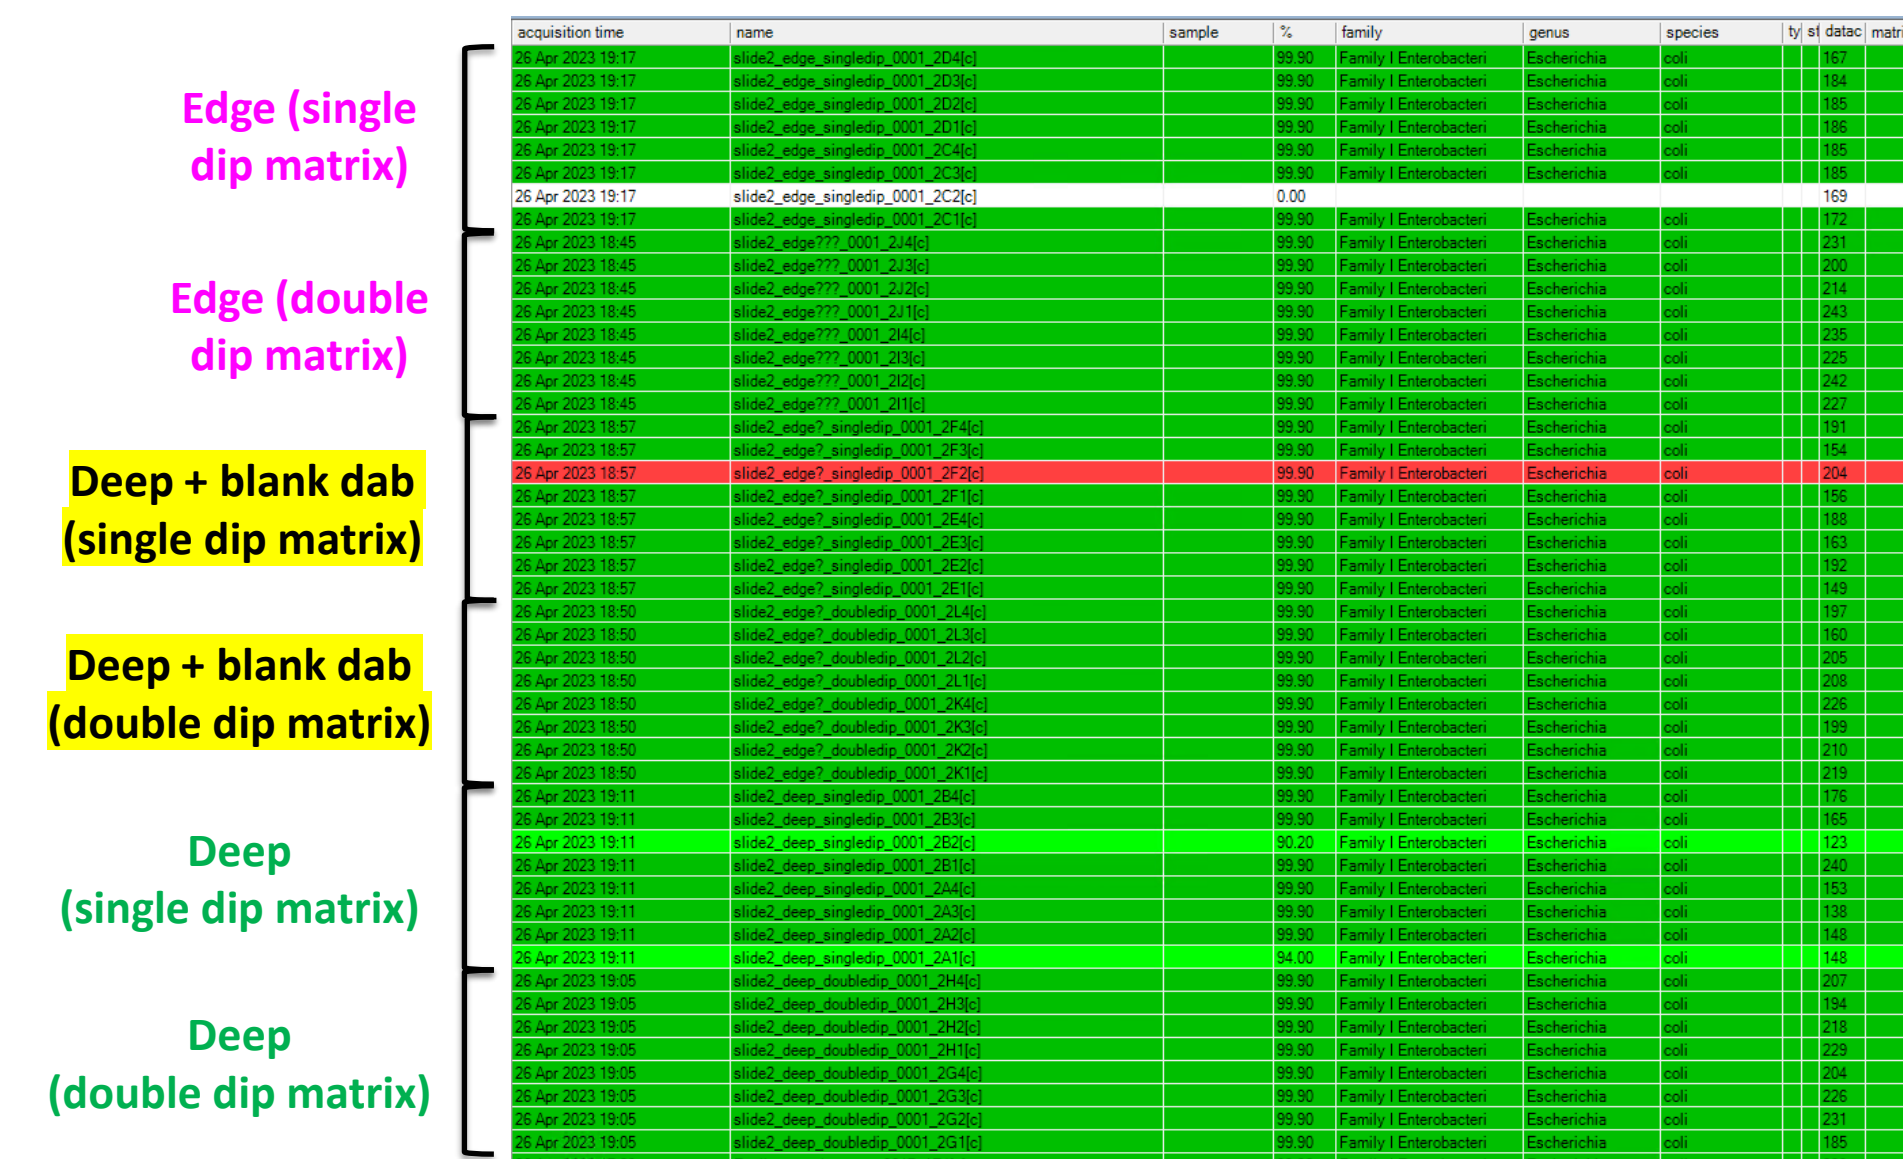 acquisition time name sample % family genus species ty st datac matri
Edge (single
dip matrix)
26 Apr 2023 19:17 slide2_edge_singledip_0001_2D4[c] 99.90 Family I Enterobacteri Escherichia coli 167
26 Apr 2023 19:17 slide2_edge_singledip_0001_2D3[c] 99.90 Family I Enterobacteri Escherichia coli 184
26 Apr 2023 19:17 slide2_edge_singledip_0001_2D2[c] 99.90 Family I Enterobacteri Escherichia coli 185
26 Apr 2023 19:17 slide2_edge_singledip_0001_2D1[c] 99.90 Family I Enterobacteri Escherichia coli 186
26 Apr 2023 19:17 slide2_edge_singledip_0001_2C4[c] 99.90 Family I Enterobacteri Escherichia coli 185
26 Apr 2023 19:17 slide2_edge_singledip_0001_2C3[c] 99.90 Family I Enterobacteri Escherichia coli 185
26 Apr 2023 19:17 slide2_edge_singledip_0001_2C2[c] 0.00 169
26 Apr 2023 19:17 slide2_edge_singledip_0001_2C1[c] 99.90 Family I Enterobacteri Escherichia coli 172
Edge (double
dip matrix)
26 Apr 2023 18:45 slide2_edge???_0001_2J4[c] 99.90 Family I Enterobacteri Escherichia coli 231
26 Apr 2023 18:45 slide2_edge???_0001_2J3[c] 99.90 Family I Enterobacteri Escherichia coli 200
26 Apr 2023 18:45 slide2_edge???_0001_2J2[c] 99.90 Family I Enterobacteri Escherichia coli 214
26 Apr 2023 18:45 slide2_edge???_0001_2J1[c] 99.90 Family I Enterobacteri Escherichia coli 243
26 Apr 2023 18:45 slide2_edge???_0001_2I4[c] 99.90 Family I Enterobacteri Escherichia coli 235
26 Apr 2023 18:45 slide2_edge???_0001_2I3[c] 99.90 Family I Enterobacteri Escherichia coli 225
26 Apr 2023 18:45 slide2_edge???_0001_2I2[c] 99.90 Family I Enterobacteri Escherichia coli 242
26 Apr 2023 18:45 slide2_edge???_0001_2I1[c] 99.90 Family I Enterobacteri Escherichia coli 227
Deep + blank dab
(single dip matrix)
26 Apr 2023 18:57 slide2_edge?_singledip_0001_2F4[c] 99.90 Family I Enterobacteri Escherichia coli 191
26 Apr 2023 18:57 slide2_edge?_singledip_0001_2F3[c] 99.90 Family I Enterobacteri Escherichia coli 154
26 Apr 2023 18:57 slide2_edge?_singledip_0001_2F2[c] 99.90 Family I Enterobacteri Escherichia coli 204
26 Apr 2023 18:57 slide2_edge?_singledip_0001_2F1[c] 99.90 Family I Enterobacteri Escherichia coli 156
26 Apr 2023 18:57 slide2_edge?_singledip_0001_2E4[c] 99.90 Family I Enterobacteri Escherichia coli 188
26 Apr 2023 18:57 slide2_edge?_singledip_0001_2E3[c] 99.90 Family I Enterobacteri Escherichia coli 163
26 Apr 2023 18:57 slide2_edge?_singledip_0001_2E2[c] 99.90 Family I Enterobacteri Escherichia coli 192
26 Apr 2023 18:57 slide2_edge?_singledip_0001_2E1[c] 99.90 Family I Enterobacteri Escherichia coli 149
Deep + blank dab
(double dip matrix)
26 Apr 2023 18:50 slide2_edge?_doubledip_0001_2L4[c] 99.90 Family I Enterobacteri Escherichia coli 197
26 Apr 2023 18:50 slide2_edge?_doubledip_0001_2L3[c] 99.90 Family I Enterobacteri Escherichia coli 160
26 Apr 2023 18:50 slide2_edge?_doubledip_0001_2L2[c] 99.90 Family I Enterobacteri Escherichia coli 205
26 Apr 2023 18:50 slide2_edge?_doubledip_0001_2L1[c] 99.90 Family I Enterobacteri Escherichia coli 208
26 Apr 2023 18:50 slide2_edge?_doubledip_0001_2K4[c] 99.90 Family I Enterobacteri Escherichia coli 226
26 Apr 2023 18:50 slide2_edge?_doubledip_0001_2K3[c] 99.90 Family I Enterobacteri Escherichia coli 199
26 Apr 2023 18:50 slide2_edge?_doubledip_0001_2K2[c] 99.90 Family I Enterobacteri Escherichia coli 210
26 Apr 2023 18:50 slide2_edge?_doubledip_0001_2K1[c] 99.90 Family I Enterobacteri Escherichia coli 219
Deep
(single dip matrix)
26 Apr 2023 19:11 slide2_deep_singledip_0001_2B4[c] 99.90 Family I Enterobacteri Escherichia coli 176
26 Apr 2023 19:11 slide2_deep_singledip_0001_2B3[c] 99.90 Family I Enterobacteri Escherichia coli 165
26 Apr 2023 19:11 slide2_deep_singledip_0001_2B2[c] 90.20 Family I Enterobacteri Escherichia coli 123
26 Apr 2023 19:11 slide2_deep_singledip_0001_2B1[c] 99.90 Family I Enterobacteri Escherichia coli 240
26 Apr 2023 19:11 slide2_deep_singledip_0001_2A4[c] 99.90 Family I Enterobacteri Escherichia coli 153
26 Apr 2023 19:11 slide2_deep_singledip_0001_2A3[c] 99.90 Family I Enterobacteri Escherichia coli 138
26 Apr 2023 19:11 slide2_deep_singledip_0001_2A2[c] 99.90 Family I Enterobacteri Escherichia coli 148
26 Apr 2023 19:11 slide2_deep_singledip_0001_2A1[c] 94.00 Family I Enterobacteri Escherichia coli 148
Deep
(double dip matrix)
26 Apr 2023 19:05 slide2_deep_doubledip_0001_2H4[c] 99.90 Family I Enterobacteri Escherichia coli 207
26 Apr 2023 19:05 slide2_deep_doubledip_0001_2H3[c] 99.90 Family I Enterobacteri Escherichia coli 194
26 Apr 2023 19:05 slide2_deep_doubledip_0001_2H2[c] 99.90 Family I Enterobacteri Escherichia coli 218
26 Apr 2023 19:05 slide2_deep_doubledip_0001_2H1[c] 99.90 Family I Enterobacteri Escherichia coli 229
26 Apr 2023 19:05 slide2_deep_doubledip_0001_2G4[c] 99.90 Family I Enterobacteri Escherichia coli 204
26 Apr 2023 19:05 slide2_deep_doubledip_0001_2G3[c] 99.90 Family I Enterobacteri Escherichia coli 226
26 Apr 2023 19:05 slide2_deep_doubledip_0001_2G2[c] 99.90 Family I Enterobacteri Escherichia coli 231
26 Apr 2023 19:05 slide2_deep_doubledip_0001_2G1[c] 99.90 Family I Enterobacteri Escherichia coli 185